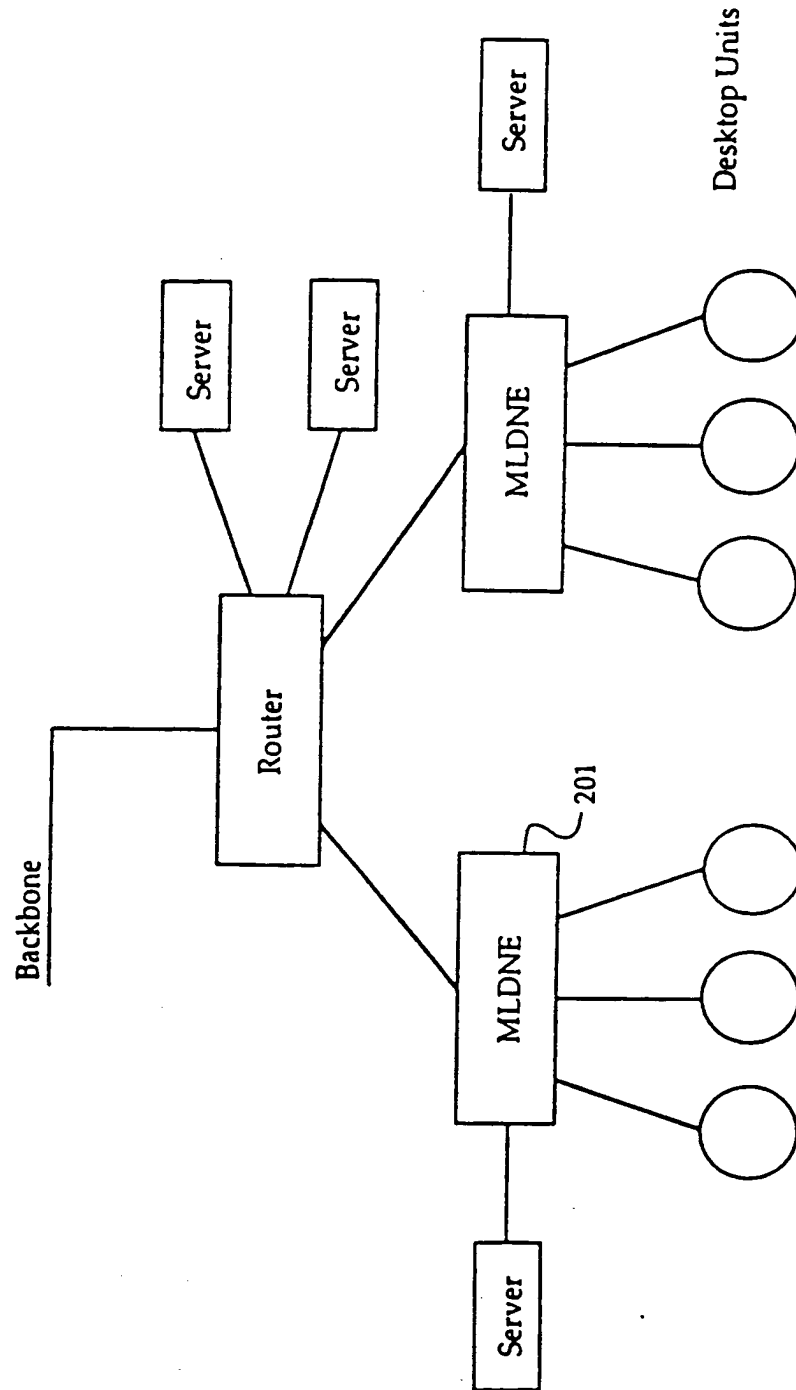 Backbone
Router
Server
Server
MLDNE
201
MLDNE
Server
Server
Desktop Units